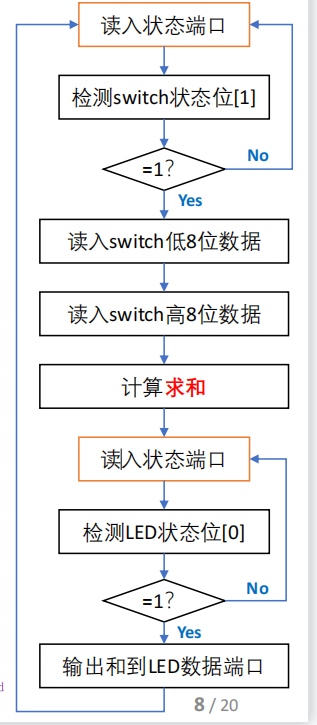 读入状态端口
检测switch状态位[1]
=1?
No
Yes
读入switch低8位数据
读入switch高8位数据
计算求和
读入状态端口
检测LED状态位[0]
=1?
No
Yes
输出和到LED数据端口
d
8 / 20